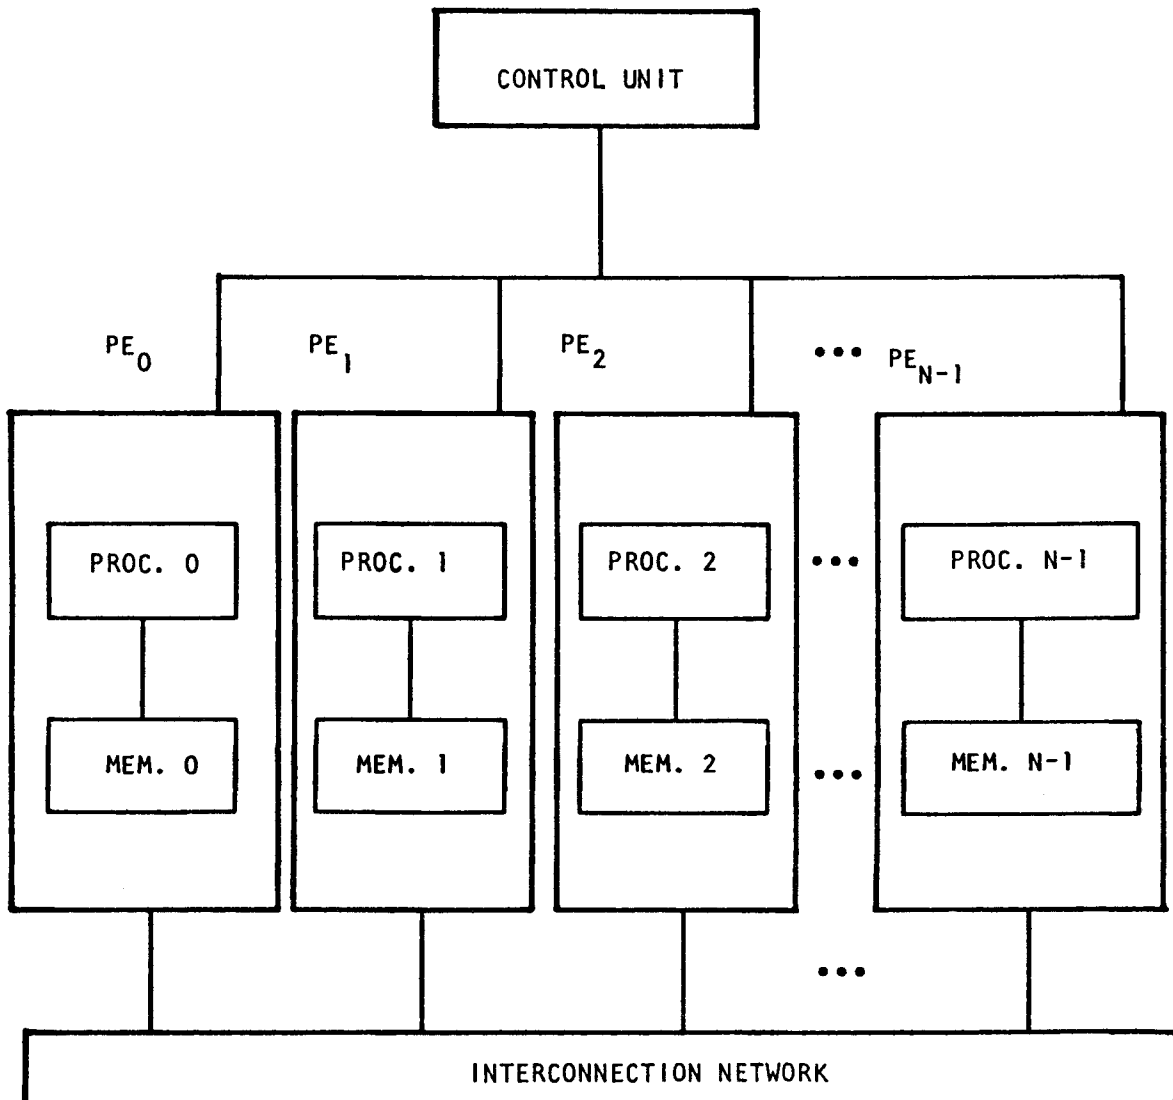 CONTROL UNIT
PE0 PE1 PE2 ••• PEN-1
PROC. 0 PROC. 1 PROC. 2 ••• PROC. N-1
MEM. 0 MEM. 1 MEM. 2 ••• MEM. N-1
•••
INTERCONNECTION NETWORK